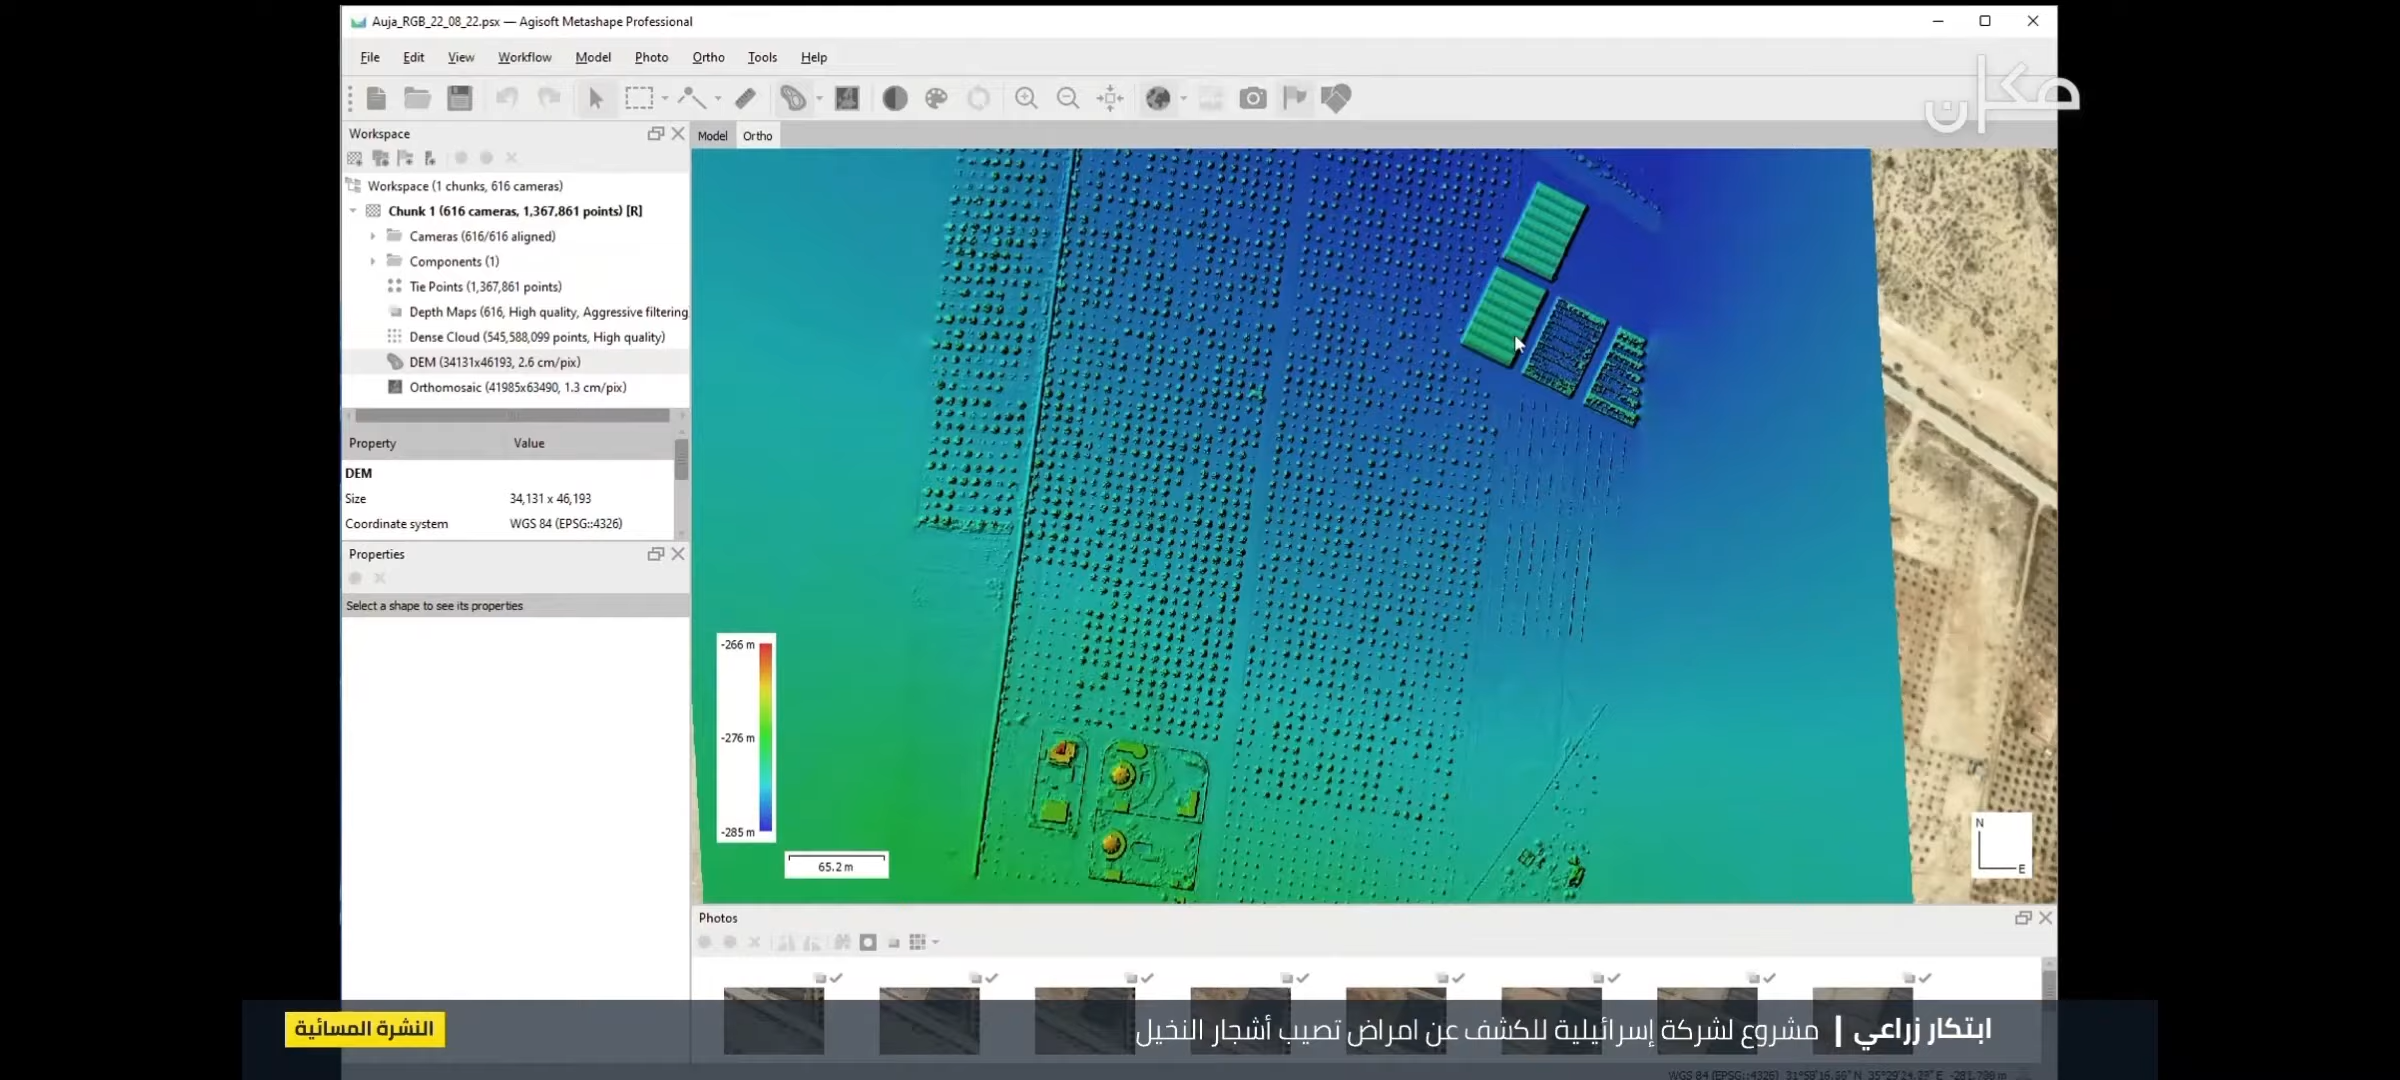 Auja_RGB_22_08_22.psx — Agisoft Metashape Professional
File Edit View Workflow Model Photo Ortho Tools Help
مكان
Workspace
Model Ortho
Workspace (1 chunks, 616 cameras)
Chunk 1 (616 cameras, 1,367,861 points) [R]
Cameras (616/616 aligned)
Components (1)
Tie Points (1,367,861 points)
Depth Maps (616, High quality, Aggressive filtering
Dense Cloud (545,588,099 points, High quality)
DEM (34131x46193, 2.6 cm/pix)
Orthomosaic (41985x63490, 1.3 cm/pix)
Property Value
DEM
Size 34,131 x 46,193
Coordinate system WGS 84 (EPSG::4326)
Properties
Select a shape to see its properties
-266 m
-276 m
-285 m
65.2 m
N
E
Photos
ابتكار زراعي | مشروع لشركة إسرائيلية للكشف عن امراض تصيب أشجار النخيل
النشرة المسائية
WGS 84 (EPSG::4326)